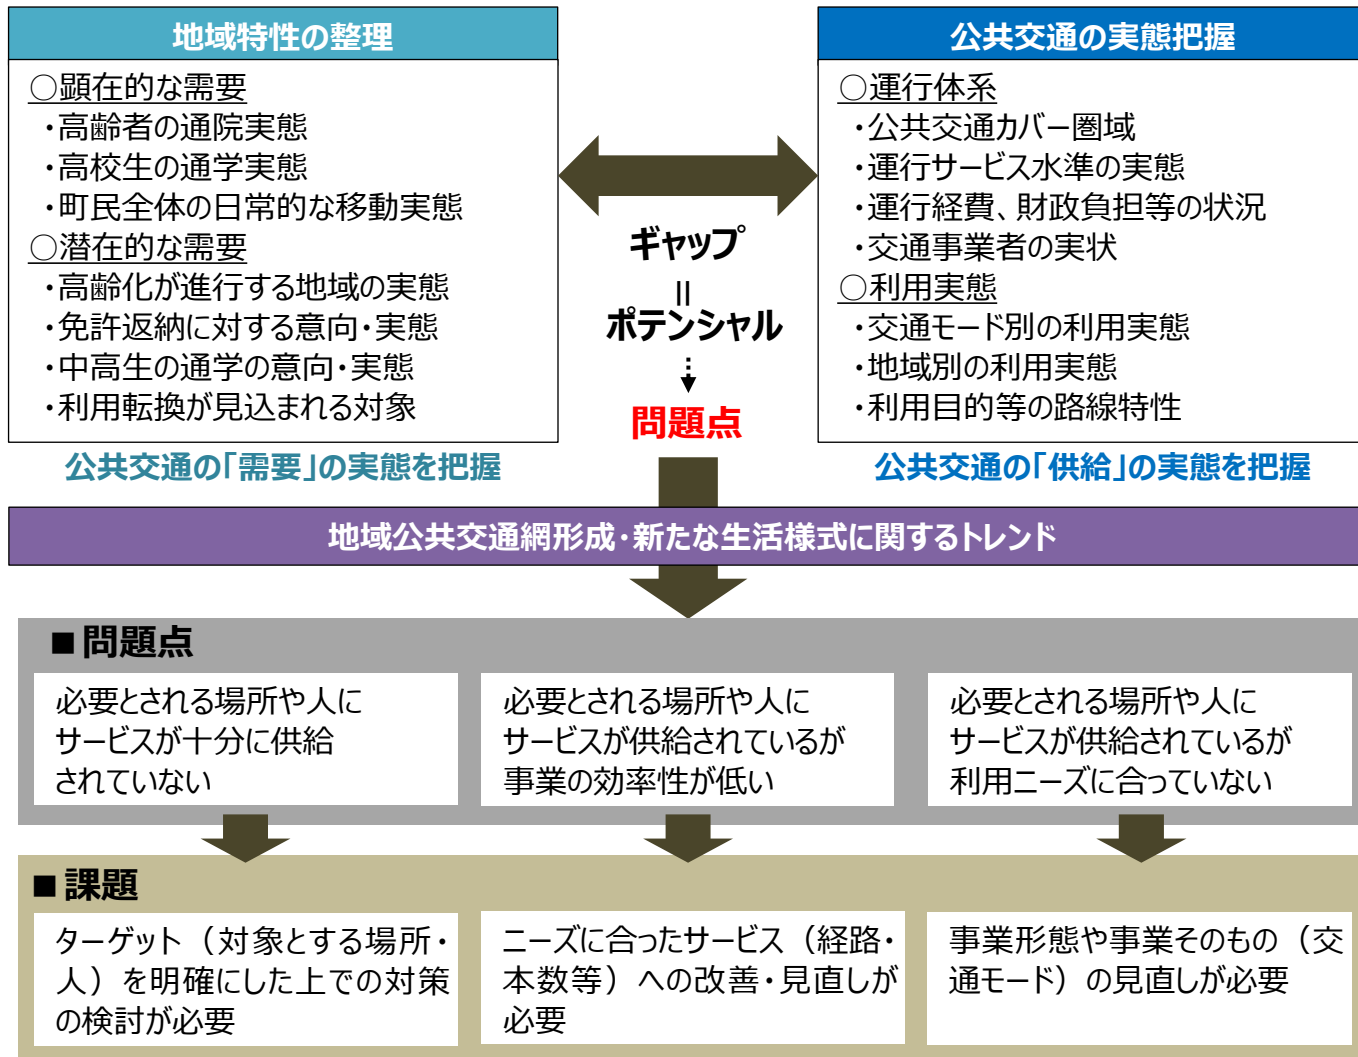 地域特性の整理
○顕在的な需要
・高齢者の通院実態
・高校生の通学実態
・町民全体の日常的な移動実態
○潜在的な需要
・高齢化が進行する地域の実態
・免許返納に対する意向・実態
・中高生の通学の意向・実態
・利用転換が見込まれる対象
公共交通の「需要」の実態を把握
ギャップ
＝
ポテンシャル
問題点
公共交通の実態把握
○運行体系
・公共交通カバー圏域
・運行サービス水準の実態
・運行経費、財政負担等の状況
・交通事業者の実状
○利用実態
・交通モード別の利用実態
・地域別の利用実態
・利用目的等の路線特性
公共交通の「供給」の実態を把握
地域公共交通網形成・新たな生活様式に関するトレンド
■問題点
必要とされる場所や人に
サービスが十分に供給
されていない
必要とされる場所や人に
サービスが供給されているが
事業の効率性が低い
必要とされる場所や人に
サービスが供給されているが
利用ニーズに合っていない
■課題
ターゲット（対象とする場所・
人）を明確にした上での対策
の検討が必要
ニーズに合ったサービス（経路・
本数等）への改善・見直しが
必要
事業形態や事業そのもの（交
通モード）の見直しが必要